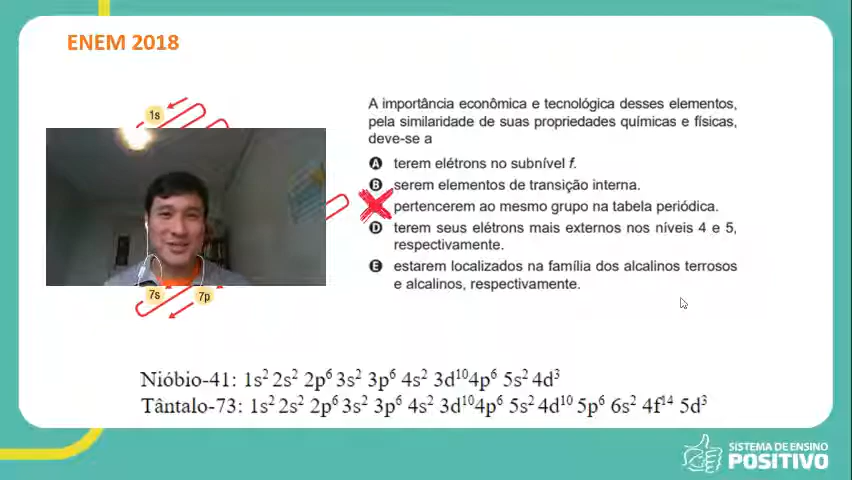 ENEM 2018
1s
A importância econômica e tecnológica desses elementos,
pela similaridade de suas propriedades químicas e físicas,
deve-se a
A terem elétrons no subnível f.
B serem elementos de transição interna.
pertencerem ao mesmo grupo na tabela periódica.
D terem seus elétrons mais externos nos níveis 4 e 5,
respectivamente.
E estarem localizados na família dos alcalinos terrosos
e alcalinos, respectivamente.
7s 7p
Nióbio-41: 1s² 2s² 2p⁶ 3s² 3p⁶ 4s² 3d¹⁰4p⁶ 5s² 4d³
Tântalo-73: 1s² 2s² 2p⁶ 3s² 3p⁶ 4s² 3d¹⁰4p⁶ 5s² 4d¹⁰ 5p⁶ 6s² 4f¹⁴ 5d³
SISTEMA DE ENSINO
POSITIVO